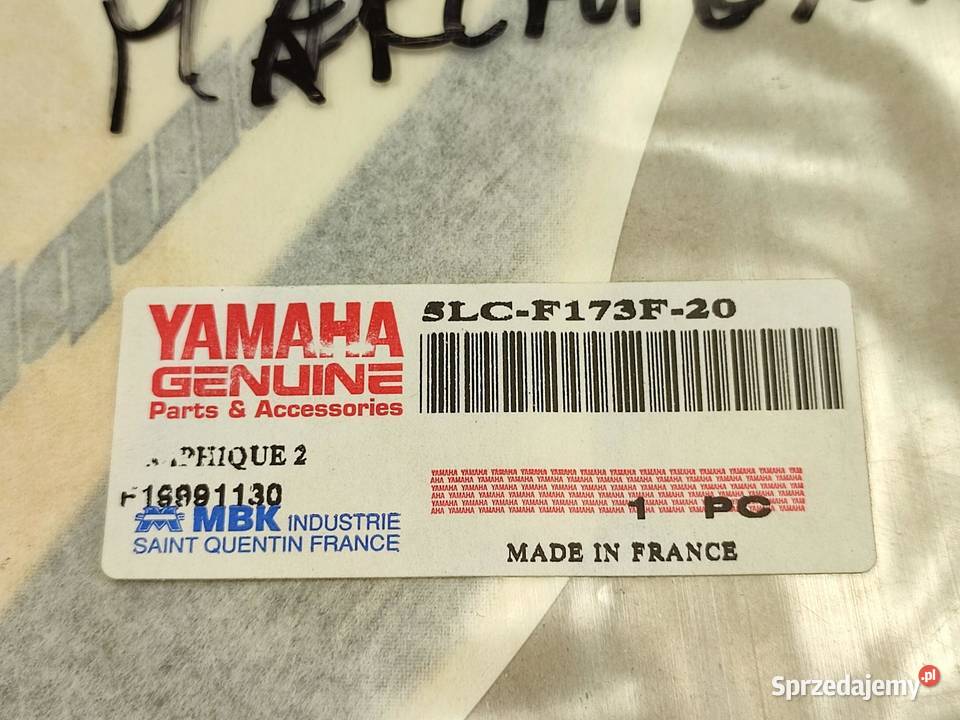 YAMAHA
GENUINE
Parts & Accessories
5LC-F173F-20
PHIQUE 2
F19991130
1 PC
MBK INDUSTRIE
SAINT QUENTIN FRANCE
MADE IN FRANCE
Sprzedajemy.pl